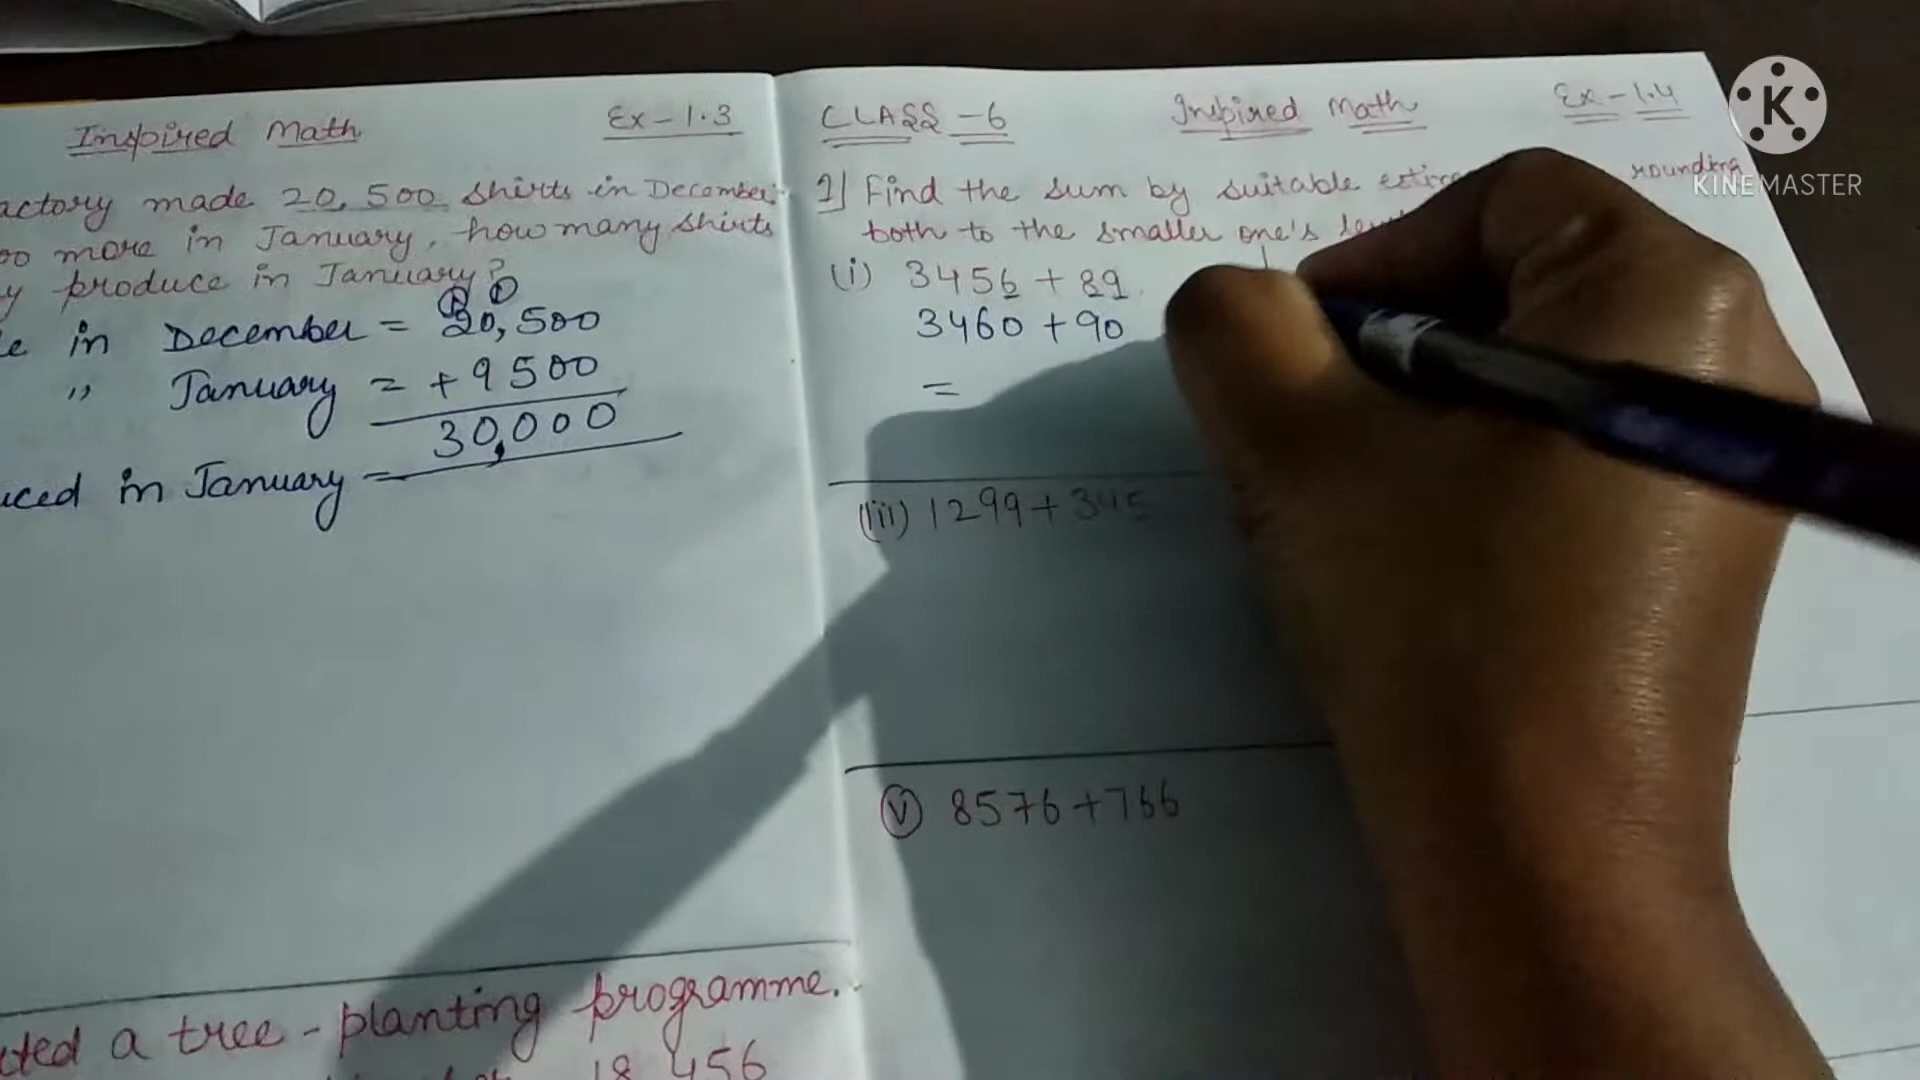 Inspired Math Ex-1.3
actory made 20,500 shirts in December.
00 more in January, how many shirts
y produce in January?
e in December = 20,500
,, January = + 9500
30,000
uced in January =
a tree-planting programme.
18 456
CLASS-6 Inspired Math Ex-1.4
1] Find the sum by suitable rounding
both to the smaller one's
(i) 3456 + 89
3460 + 90
=
(iii) 1299 + 345
(v) 8576 + 766
K
KINEMASTER